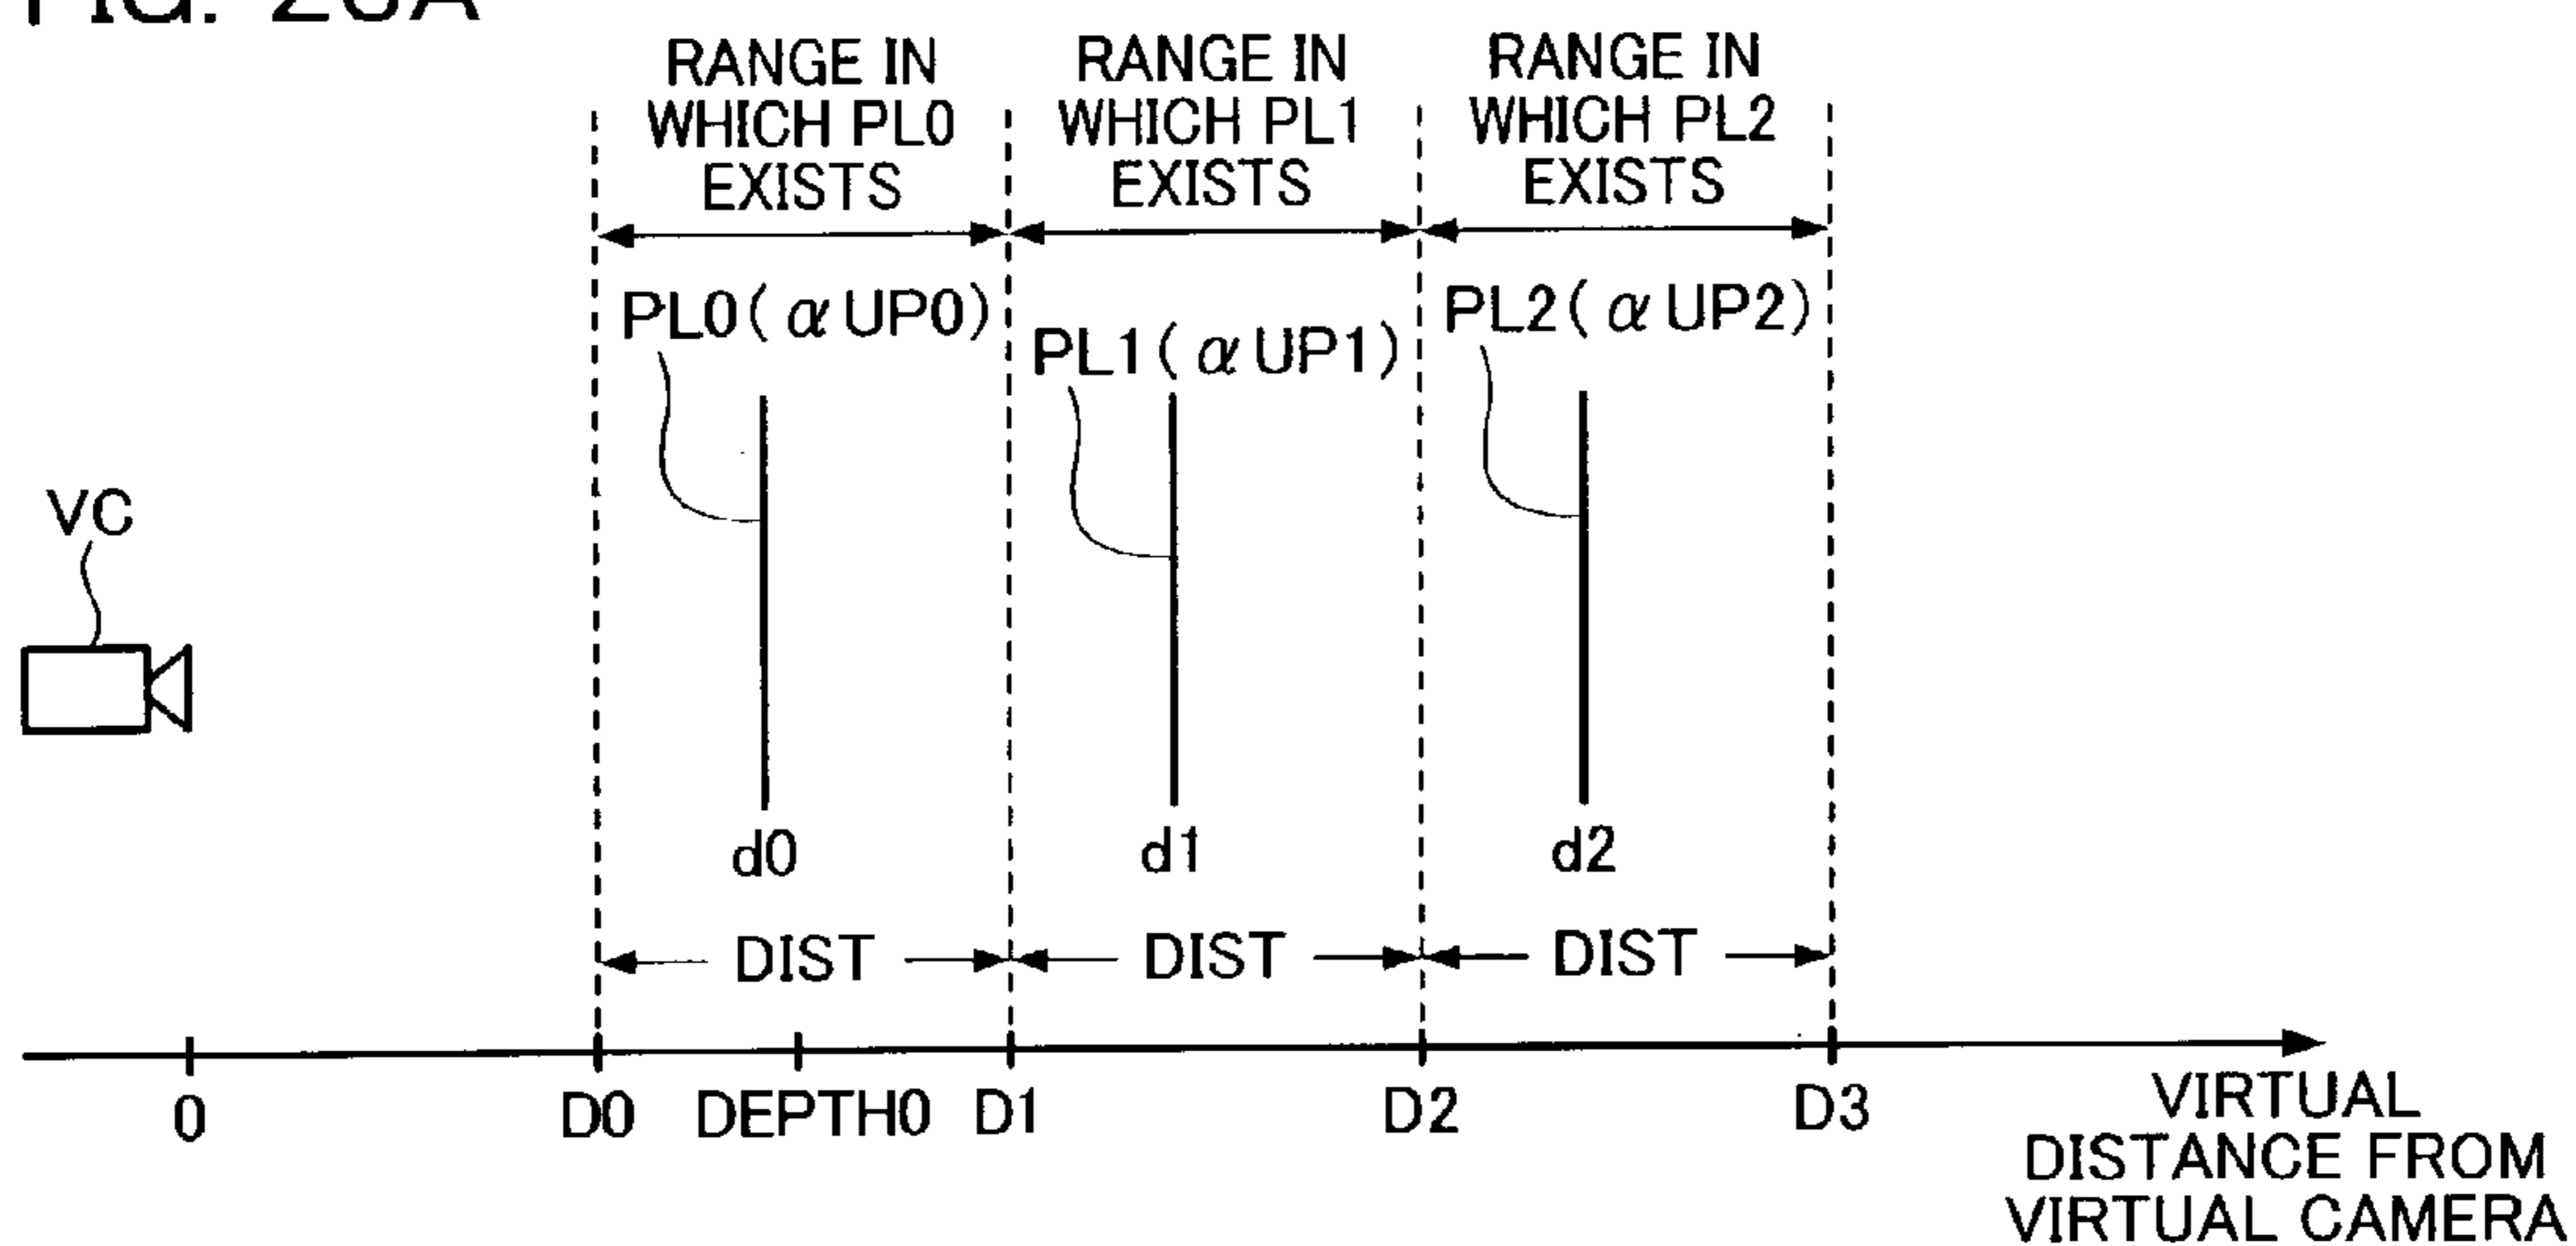 RANGE IN
WHICH PL0
EXISTS
RANGE IN
WHICH PL1
EXISTS
RANGE IN
WHICH PL2
EXISTS
PL0(αUP0)
PL1(αUP1)
PL2(αUP2)
VC
d0
d1
d2
DIST
DIST
DIST
0
D0
DEPTH0
D1
D2
D3
VIRTUAL
DISTANCE FROM
VIRTUAL CAMERA